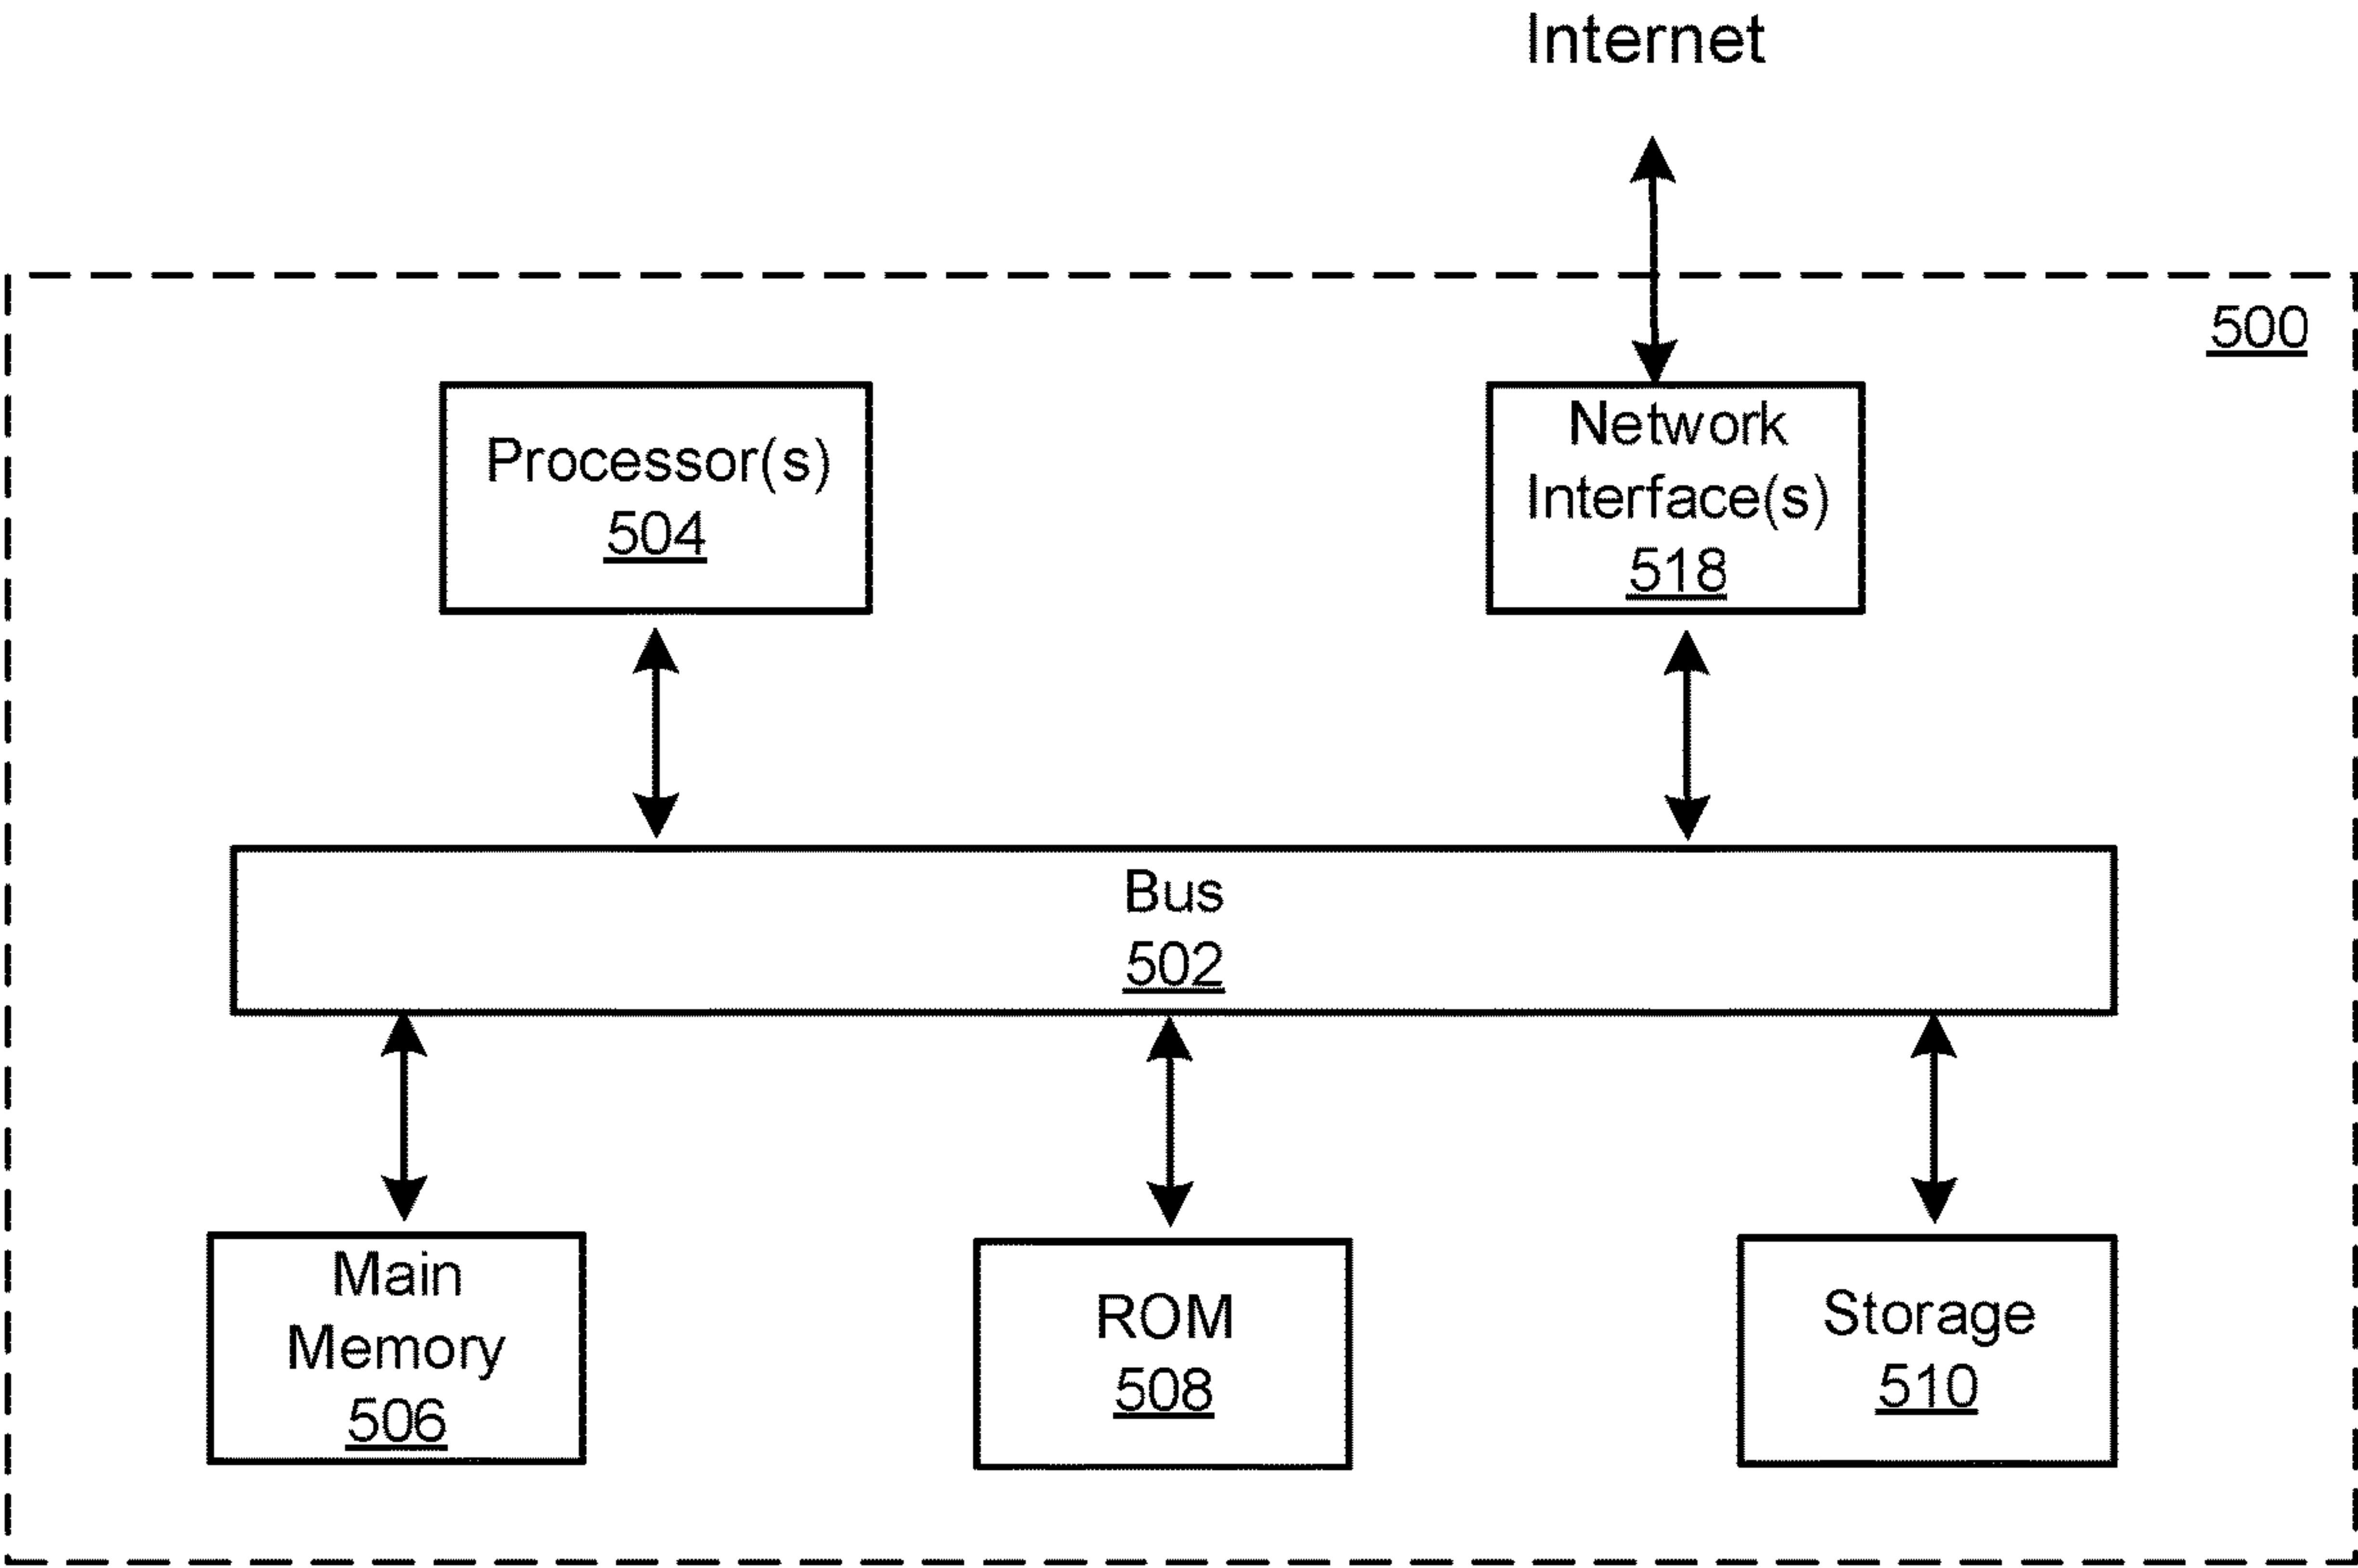 Internet
500
Processor(s)
504
Network
Interface(s)
518
Bus
502
Main
Memory
506
ROM
508
Storage
510